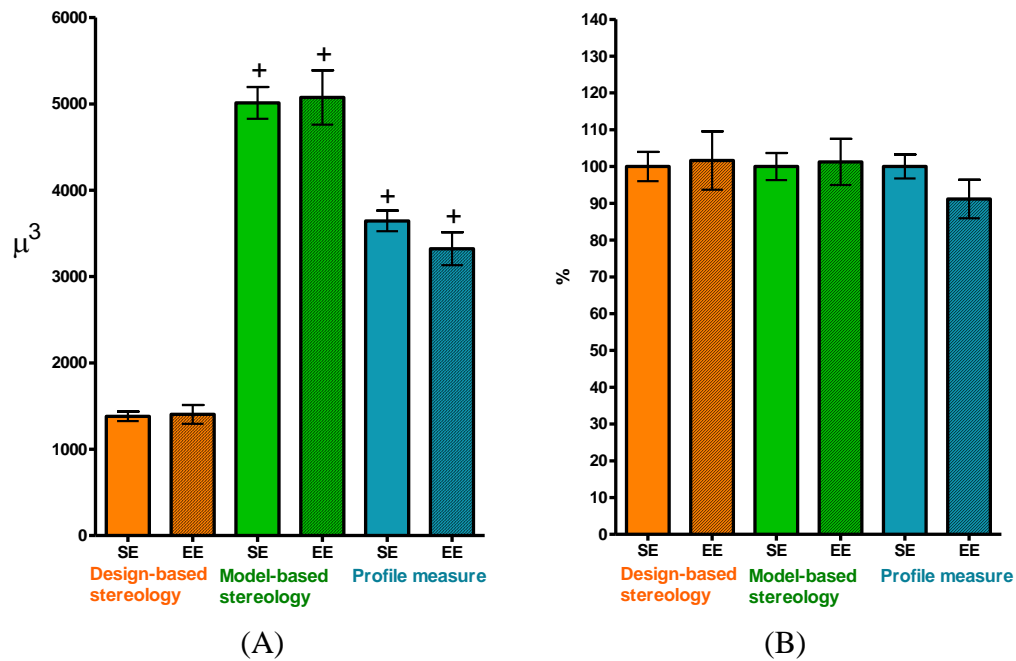 6000
5000
4000
3000
2000
1000
0
μ3
+
+
+
+
SE
EE
SE
EE
SE
EE
Design-based
stereology
Model-based
stereology
Profile measure
(A)
140
130
120
110
100
90
80
70
60
50
40
30
20
10
0
%
SE
EE
SE
EE
SE
EE
Design-based
stereology
Model-based
stereology
Profile measure
(B)